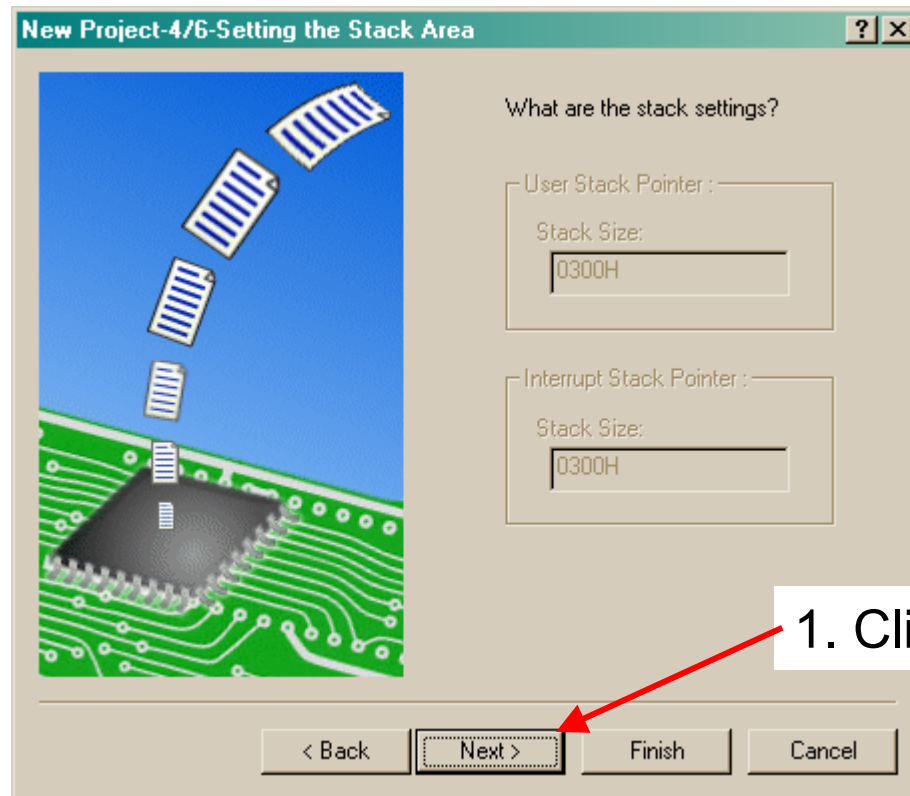 New Project-4/6-Setting the Stack Area
What are the stack settings?
User Stack Pointer :
Stack Size:
0300H
Interrupt Stack Pointer :
Stack Size:
0300H
1.
< Back Next > Finish Cancel